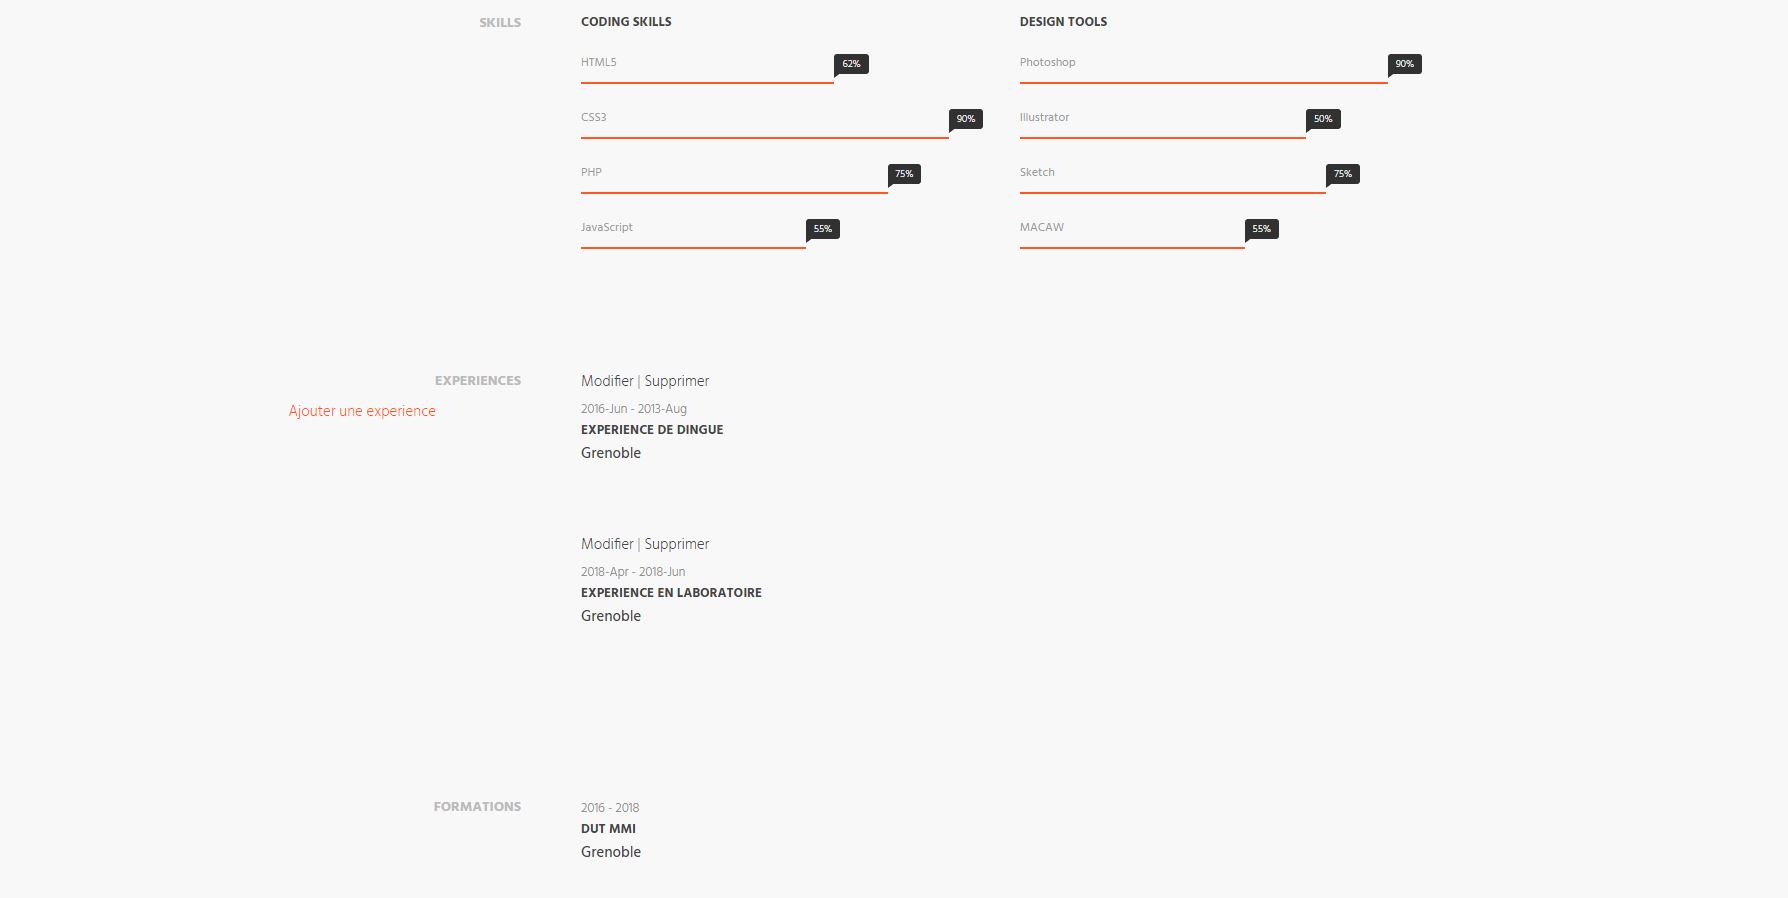 SKILLS
CODING SKILLS
HTML5
62%
CSS3
90%
PHP
75%
JavaScript
55%
DESIGN TOOLS
Photoshop
90%
Illustrator
50%
Sketch
75%
MACAW
55%
EXPERIENCES
Ajouter une experience
Modifier | Supprimer
2016-Jun - 2013-Aug
EXPERIENCE DE DINGUE
Grenoble
Modifier | Supprimer
2018-Apr - 2018-Jun
EXPERIENCE EN LABORATOIRE
Grenoble
FORMATIONS
2016 - 2018
DUT MMI
Grenoble